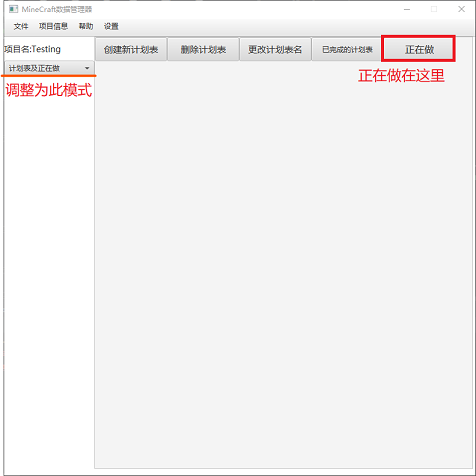 MineCraft数据管理器
文件 项目信息 帮助 设置
项目名:Testing
创建新计划表 删除计划表 更改计划表名 已完成的计划表 正在做
计划表及正在做
正在做在这里
调整为此模式